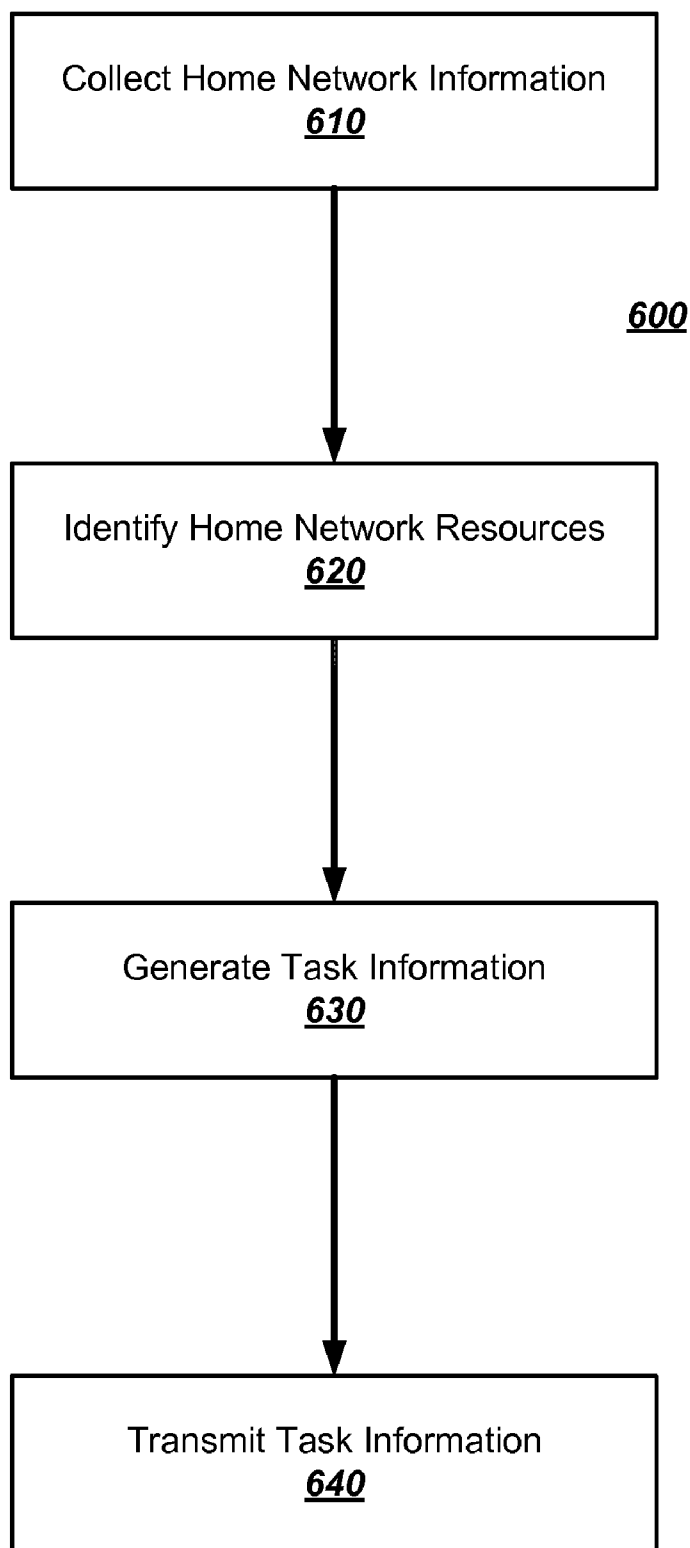 Collect Home Network Information
610
600
Identify Home Network Resources
620
Generate Task Information
630
Transmit Task Information
640